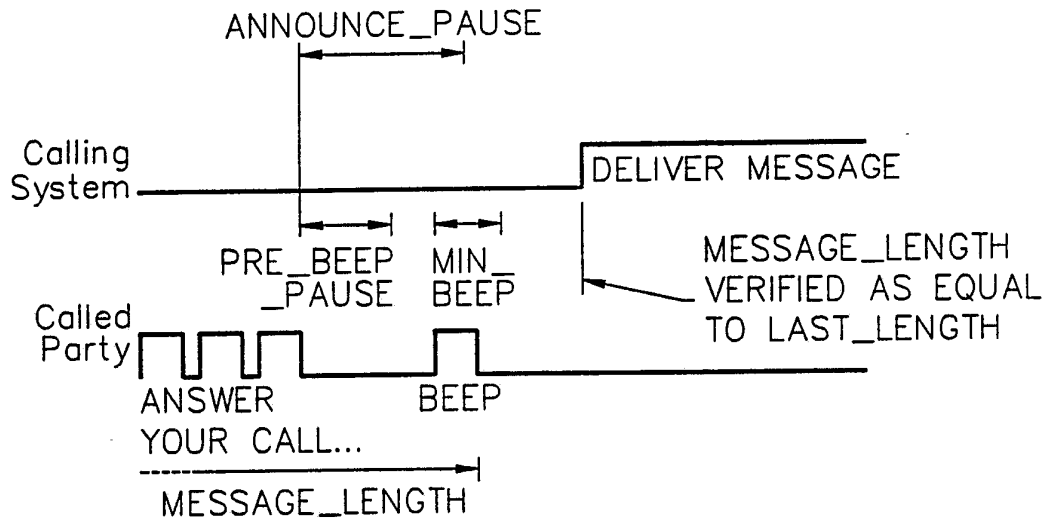 ANNOUNCE_PAUSE
Calling
System
DELIVER MESSAGE
PRE_BEEP
_PAUSE
MIN_
BEEP
MESSAGE_LENGTH
VERIFIED AS EQUAL
TO LAST_LENGTH
Called
Party
ANSWER
YOUR CALL...
BEEP
MESSAGE_LENGTH